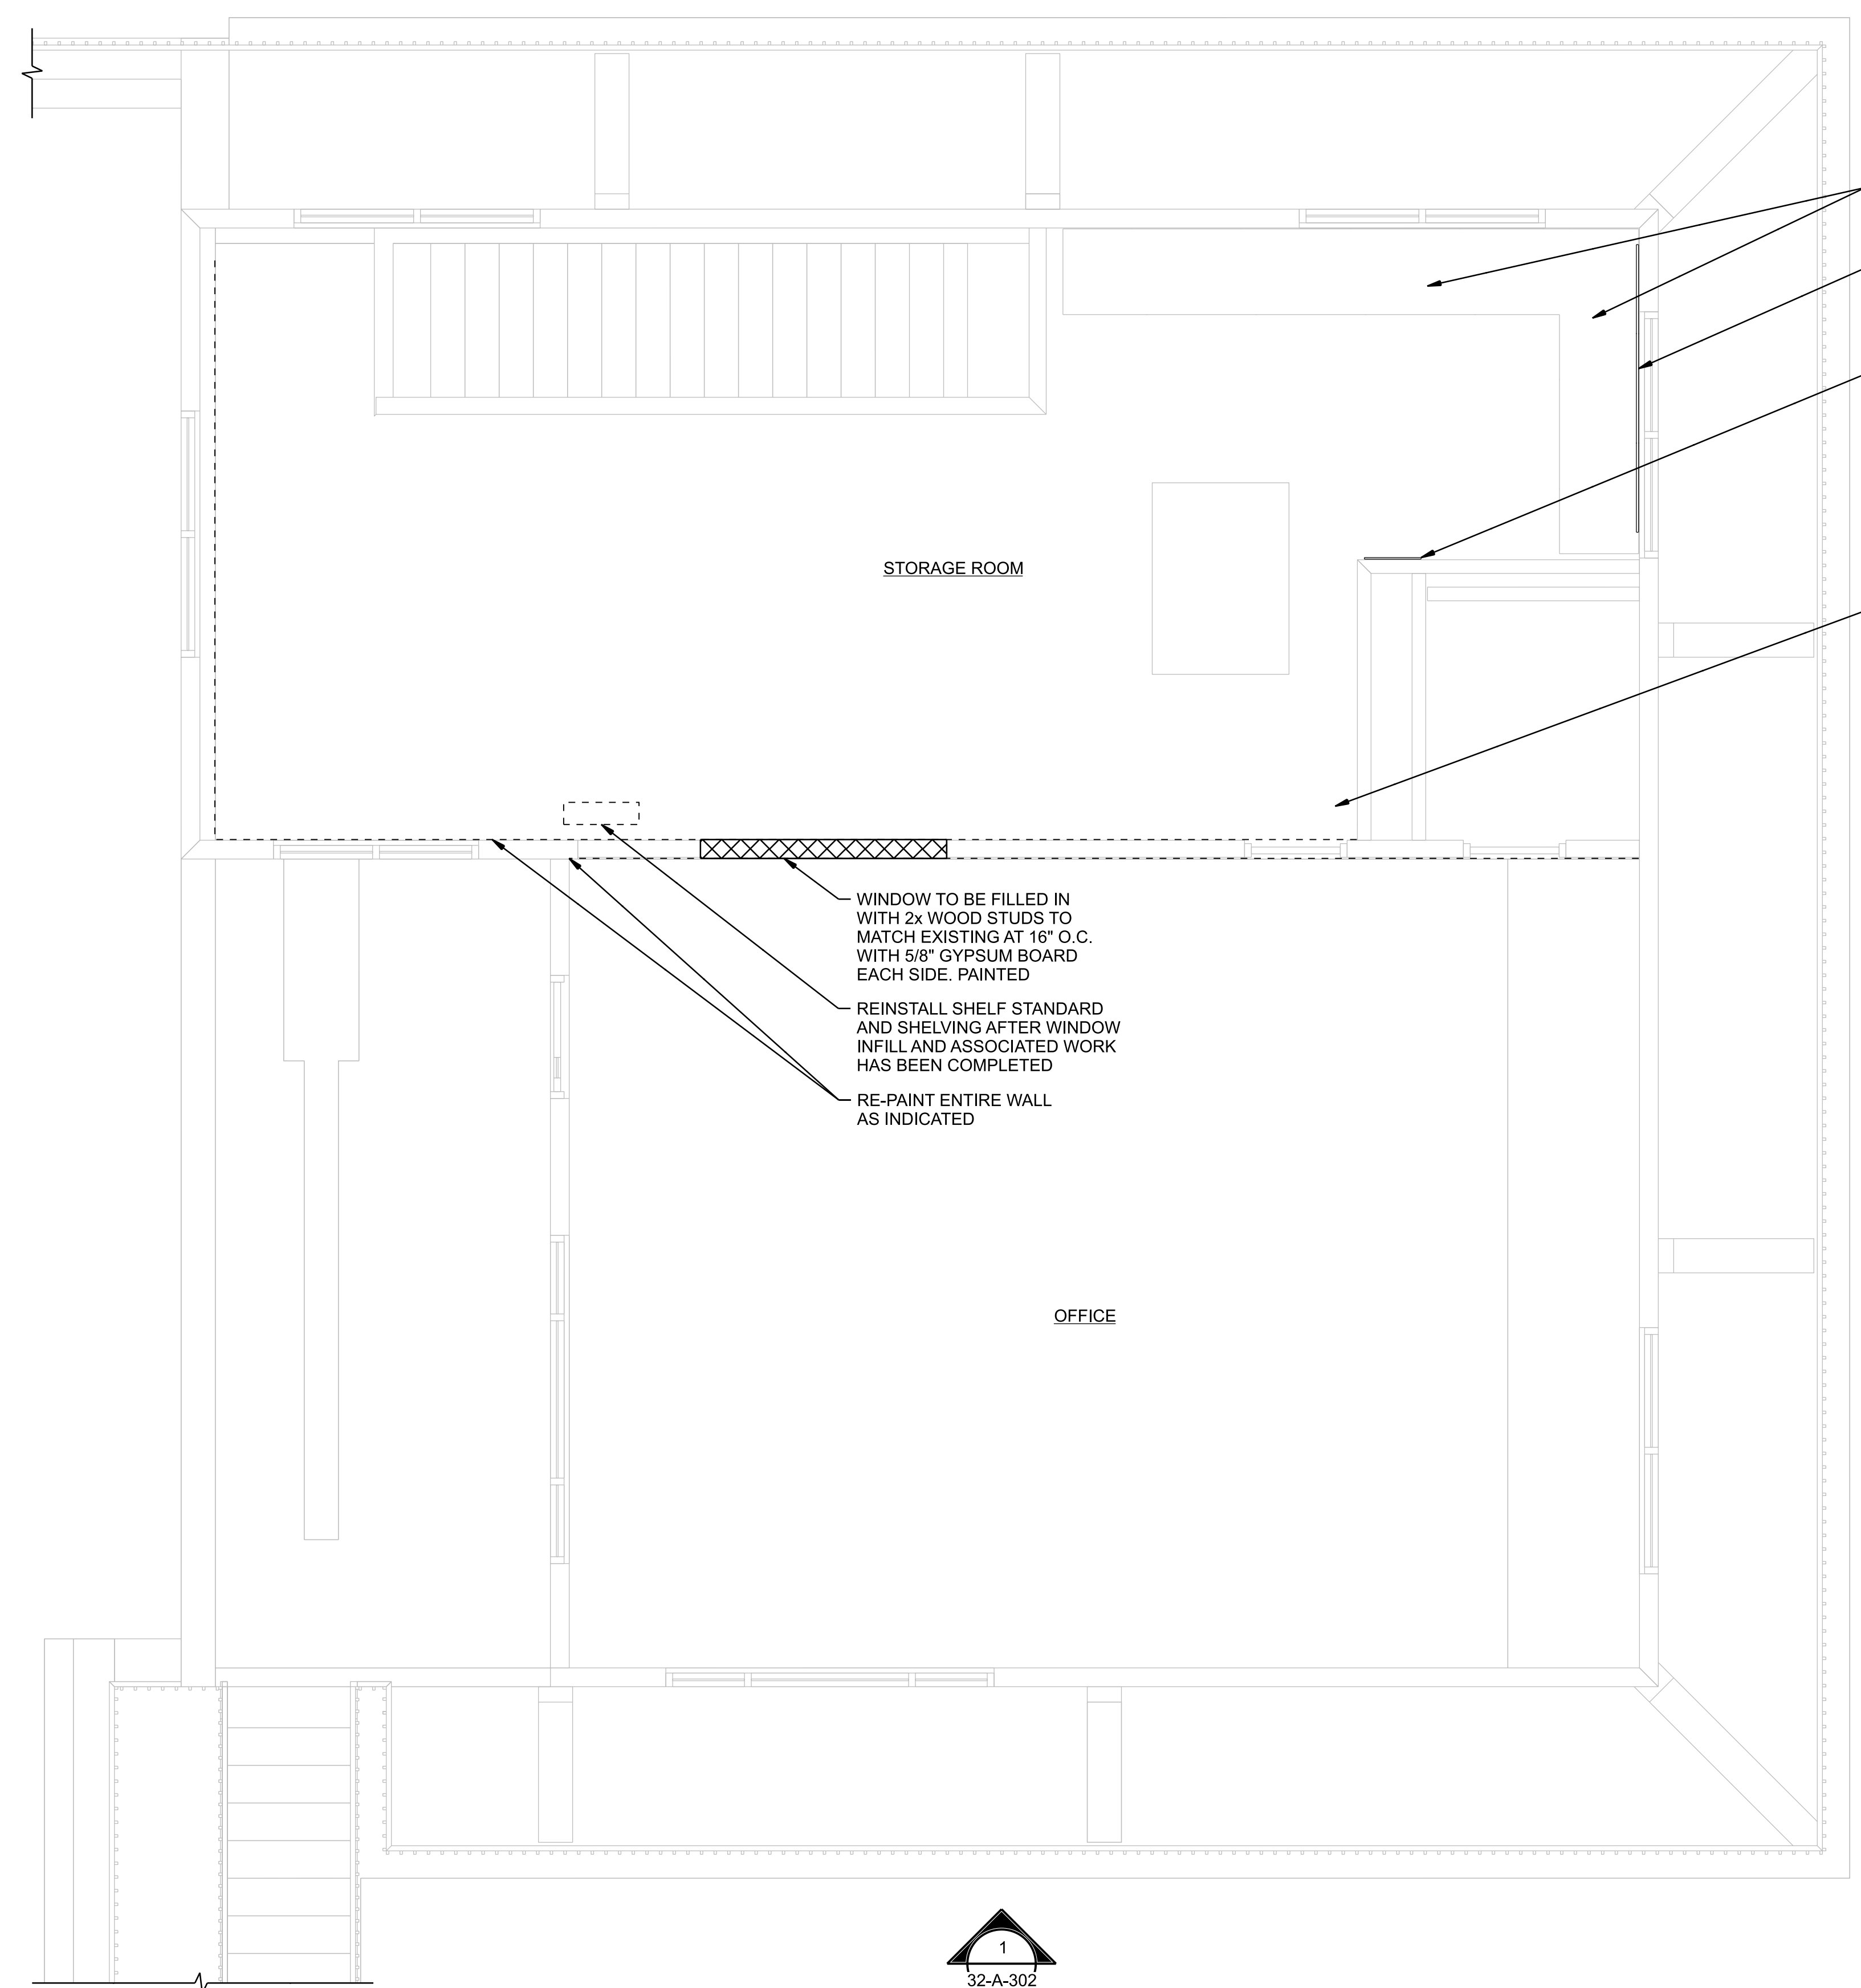 STORAGE ROOM
WINDOW TO BE FILLED IN
WITH 2x WOOD STUDS TO
MATCH EXISTING AT 16" O.C.
WITH 5/8" GYPSUM BOARD
EACH SIDE. PAINTED
REINSTALL SHELF STANDARD
AND SHELVING AFTER WINDOW
INFILL AND ASSOCIATED WORK
HAS BEEN COMPLETED
RE-PAINT ENTIRE WALL
AS INDICATED
OFFICE
1
32-A-302